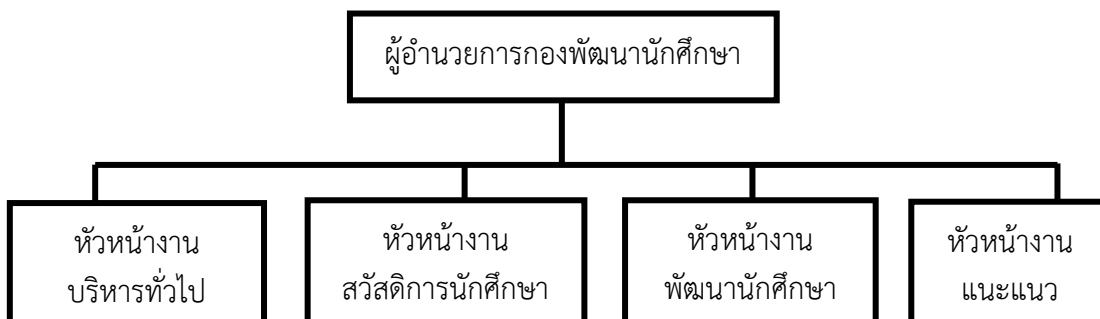 ผู้อำนวยการกองพัฒนานักศึกษา
หัวหน้างาน
บริหารทั่วไป
หัวหน้างาน
สวัสดิการนักศึกษา
หัวหน้างาน
พัฒนานักศึกษา
หัวหน้างาน
แนะแนว